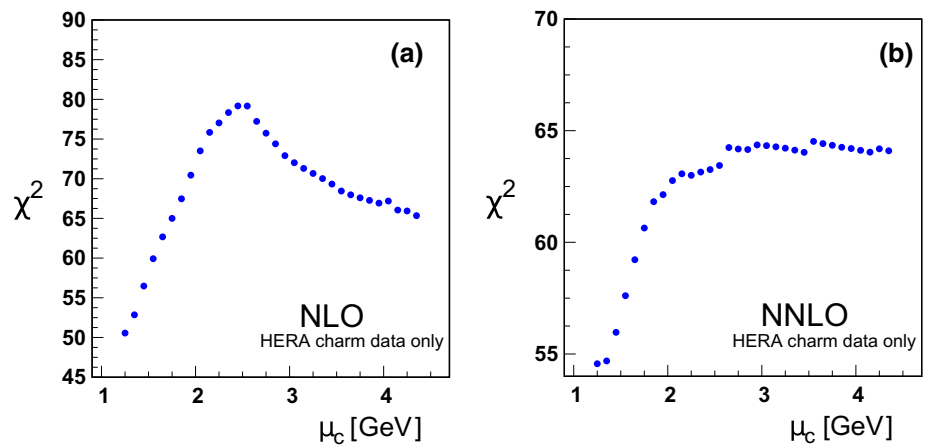 90
85
80
75
70
65
60
55
50
45
χ²
(a)
NLO
HERA charm data only
1 2 3 4
μc [GeV]
70
65
60
55
χ²
(b)
NNLO
HERA charm data only
1 2 3 4
μc [GeV]